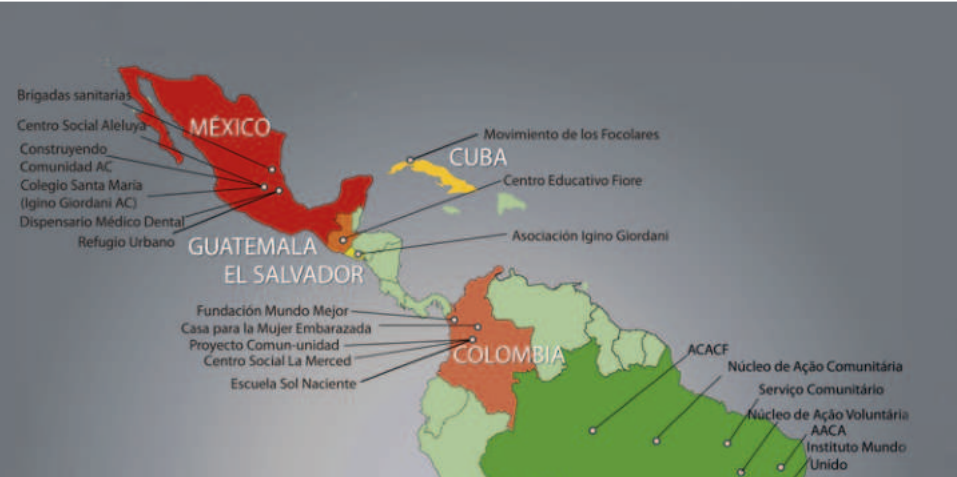 Brigadas sanitarias
Centro Social Aleluya
Construyendo
Comunidad AC
Colegio Santa María
(Igino Giordani AC)
Dispensario Médico Dental
Refugio Urbano
MÉXICO
GUATEMALA
EL SALVADOR
Movimiento de los Focolares
CUBA
Centro Educativo Fiore
Asociación Igino Giordani
Fundación Mundo Mejor
Casa para la Mujer Embarazada
Proyecto Comun-unidad
Centro Social La Merced
Escuela Sol Naciente
COLOMBIA
ACACF
Núcleo de Ação Comunitária
Serviço Comunitário
Núcleo de Ação Voluntária
AACA
Instituto Mundo
Unido